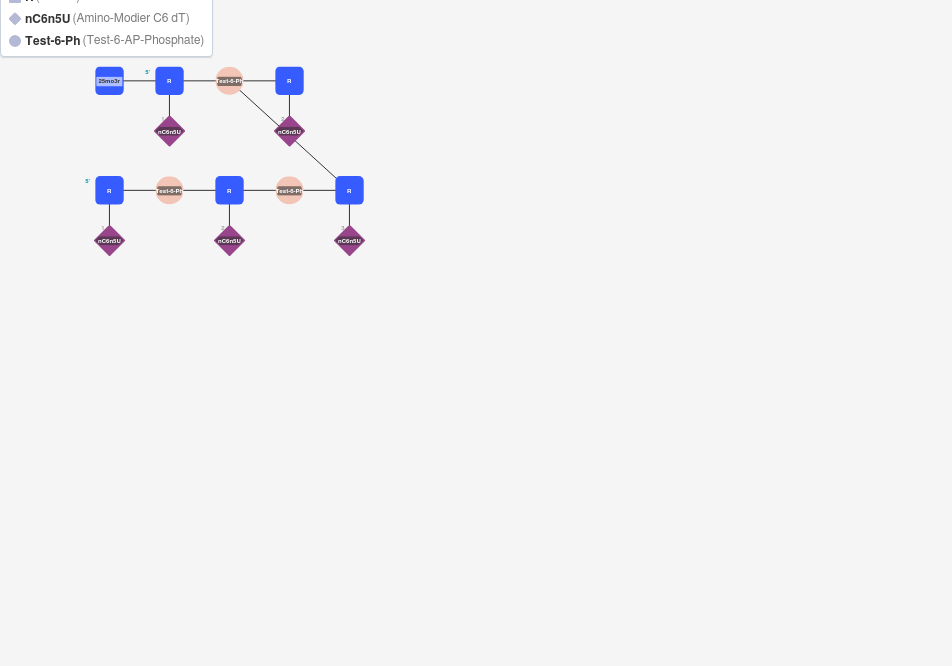 nC6n5U (Amino-Modier C6 dT)
Test-6-Ph (Test-6-AP-Phosphate)
5'
25mo3r R Test-6-Ph R
nC6n5U nC6n5U
5'
R Test-6-Ph R Test-6-Ph R
nC6n5U nC6n5U nC6n5U